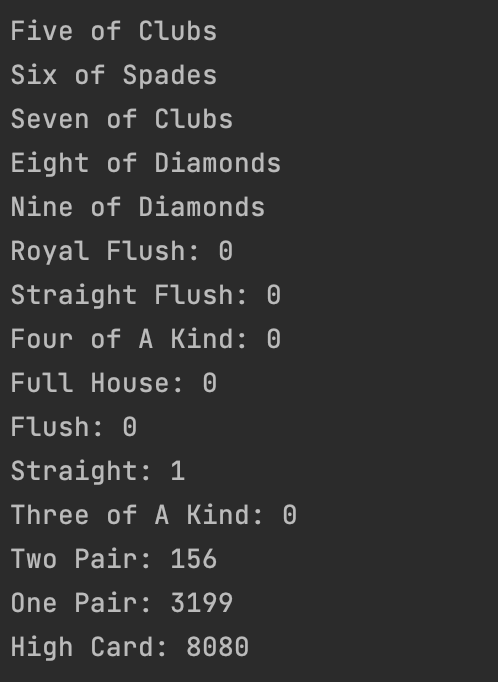 Five of Clubs
Six of Spades
Seven of Clubs
Eight of Diamonds
Nine of Diamonds
Royal Flush: 0
Straight Flush: 0
Four of A Kind: 0
Full House: 0
Flush: 0
Straight: 1
Three of A Kind: 0
Two Pair: 156
One Pair: 3199
High Card: 8080